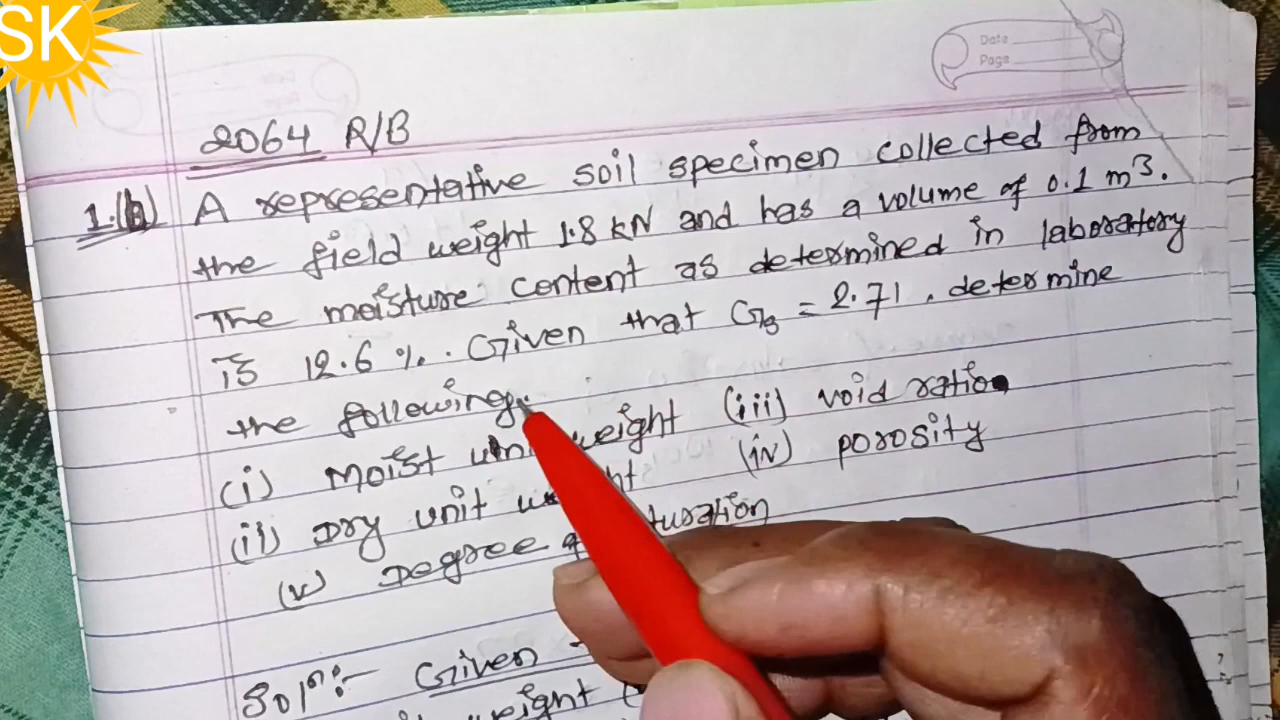 SK
Date
Page
2064 R/B
1.(b) A representative soil specimen collected from
the field weight 1.8 kN and has a volume of 0.1 m³.
The moisture content as determined in laboratory
is 12.6 %. Given that Gs = 2.71. determine
the following:
(i) Moist unit weight (iii) void ratio
(ii) Dry unit (iv) porosity
(v) Degree
Solⁿ:- Given
weight